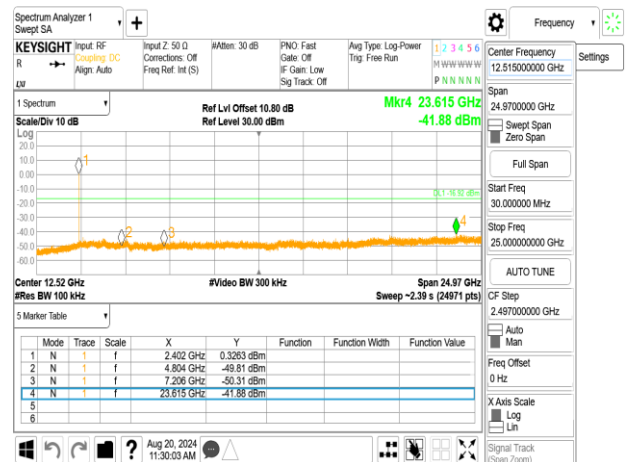 Spectrum Analyzer 1
Swept SA
+
Frequency
KEYSIGHT Input: RF
R Coupling: DC
Align: Auto
LXI
Input Z: 50 Ω
Corrections: Off
Freq Ref: Int (S)
#Atten: 30 dB
PNO: Fast
Gate: Off
IF Gain: Low
Sig Track: Off
Avg Type: Log-Power
Trig: Free Run
1 2 3 4 5 6
M W W W W W
P N N N N N
1 Spectrum
Scale/Div 10 dB
Ref Lvl Offset 10.80 dB
Ref Level 30.00 dBm
Mkr4 23.615 GHz
-41.88 dBm
Log
20.0
10.0
0.00
-10.0
-20.0
-30.0
-40.0
-50.0
-60.0
1
2
3
4
Center 12.52 GHz
#Res BW 100 kHz
#Video BW 300 kHz
Span 24.97 GHz
Sweep ~2.39 s (24971 pts)
5 Marker Table
Mode Trace Scale X Y Function Function Width Function Value
1 N 1 f 2.402 GHz 0.3263 dBm
2 N 1 f 4.804 GHz -49.81 dBm
3 N 1 f 7.206 GHz -50.31 dBm
4 N 1 f 23.615 GHz -41.88 dBm
5
6
?
Aug 20, 2024
11:30:03 AM
Center Frequency
12.515000000 GHz
Settings
Span
24.9700000 GHz
Swept Span
Zero Span
Full Span
Start Freq
30.000000 MHz
Stop Freq
25.000000000 GHz
AUTO TUNE
CF Step
2.497000000 GHz
Auto
Man
Freq Offset
0 Hz
X Axis Scale
Log
Lin
Signal Track
(Span Zoom)